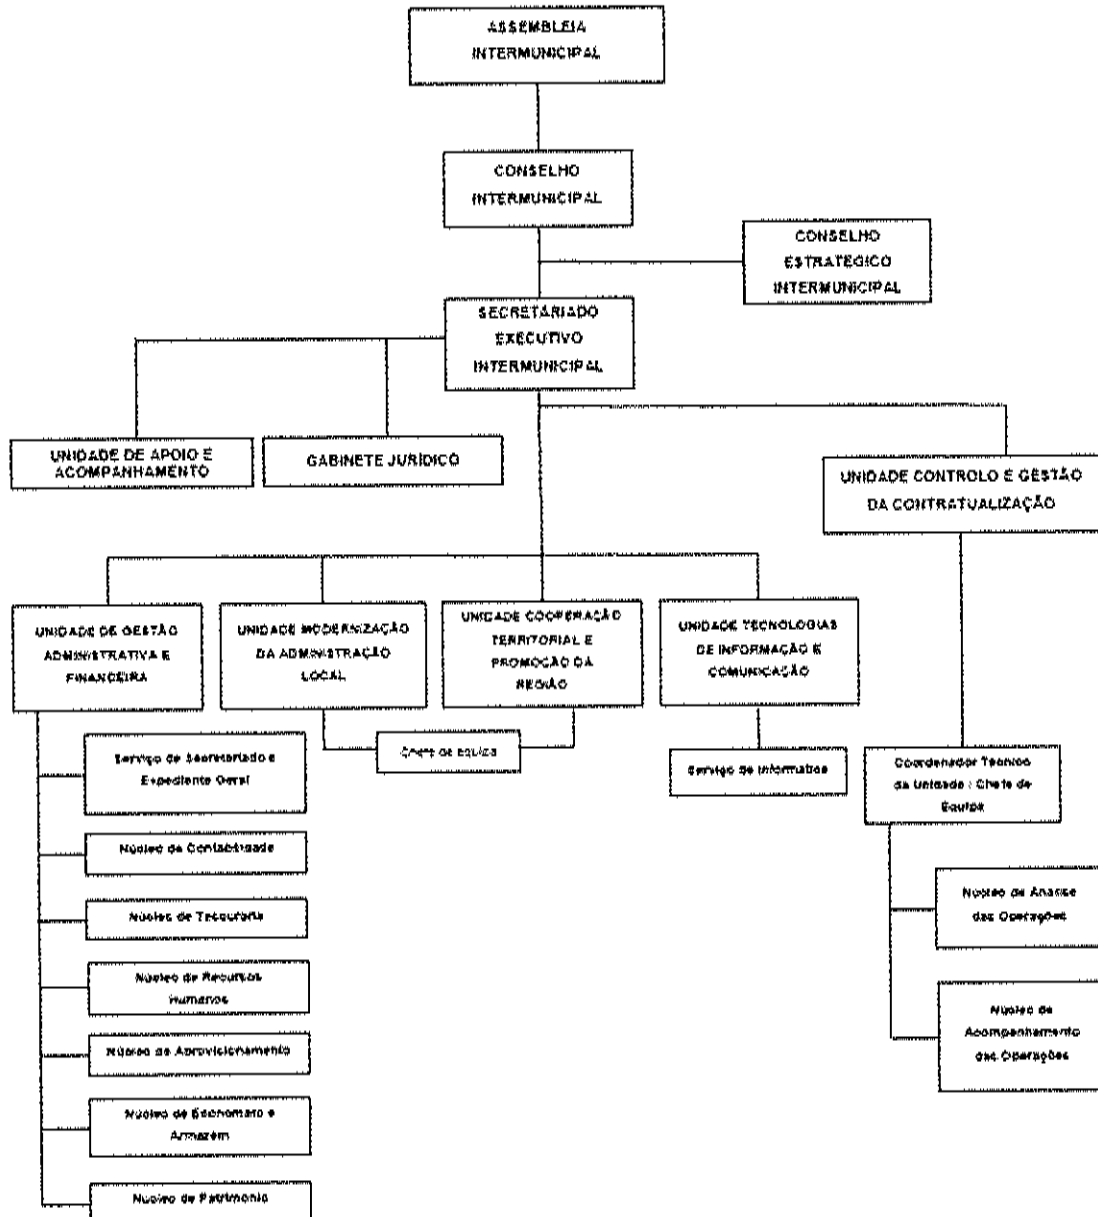 ASSEMBLEIA
INTERMUNICIPAL
CONSELHO
INTERMUNICIPAL
CONSELHO
ESTRATÉGICO
INTERMUNICIPAL
SECRETARIADO
EXECUTIVO
INTERMUNICIPAL
UNIDADE DE APOIO E
ACOMPANHAMENTO
GABINETE JURÍDICO
UNIDADE CONTROLO E GESTÃO
DA CONTRATUALIZAÇÃO
UNIDADE DE GESTÃO
ADMINISTRATIVA E
FINANCEIRA
UNIDADE MODERNIZAÇÃO
DA ADMINISTRAÇÃO
LOCAL
UNIDADE COOPERAÇÃO
TERRITORIAL E
PROMOÇÃO DA
REGIÃO
UNIDADE TECNOLOGIAS
DE INFORMAÇÃO E
COMUNICAÇÃO
Chefe de Equipa
Serviço de Informática
Coordenador Técnico
da Unidade / Chefe de
Equipa
Serviço de Secretariado e
Expediente Geral
Núcleo de Contabilidade
Núcleo de Tesouraria
Núcleo de Recursos
Humanos
Núcleo de Aprovisionamento
Núcleo de Economato e
Armazém
Núcleo de Património
Núcleo de Análise
das Operações
Núcleo de
Acompanhamento
das Operações